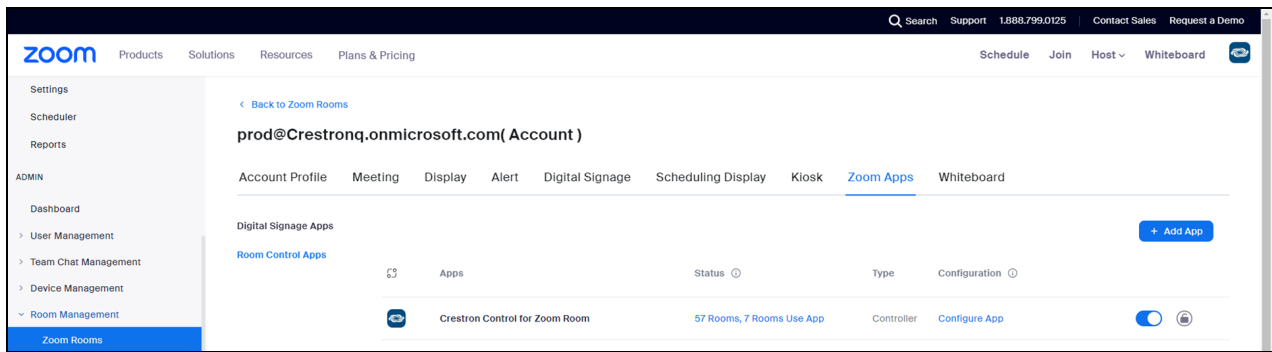 Search Support 1.888.799.0125 Contact Sales Request a Demo
zoom Products Solutions Resources Plans & Pricing Schedule Join Host Whiteboard
Settings
Scheduler
Reports
ADMIN
Dashboard
User Management
Team Chat Management
Device Management
Room Management
Zoom Rooms
Back to Zoom Rooms
prod@Crestronq.onmicrosoft.com( Account )
Account Profile Meeting Display Alert Digital Signage Scheduling Display Kiosk Zoom Apps Whiteboard
Digital Signage Apps
Room Control Apps
+ Add App
Apps Status Type Configuration
Crestron Control for Zoom Room 57 Rooms, 7 Rooms Use App Controller Configure App